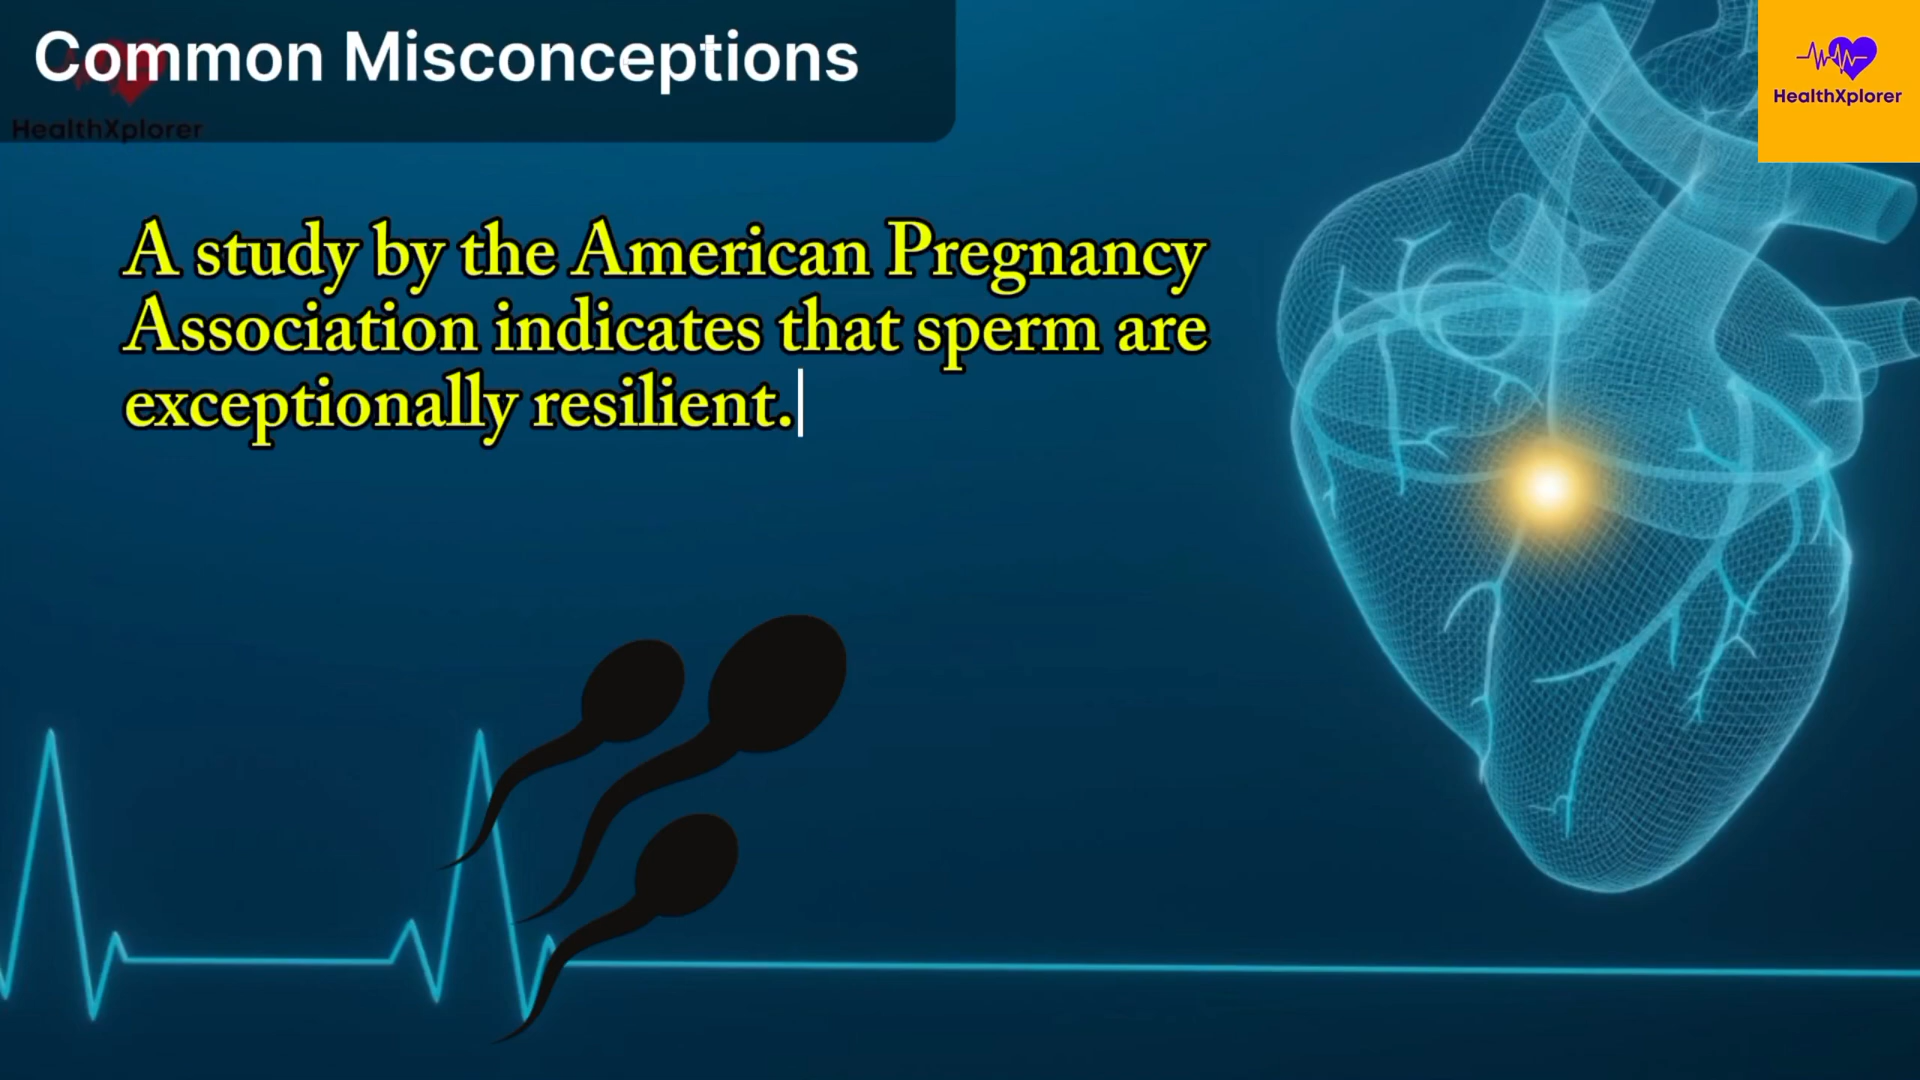 Common Misconceptions
HealthXplorer
HealthXplorer
A study by the American Pregnancy
Association indicates that sperm are
exceptionally resilient.